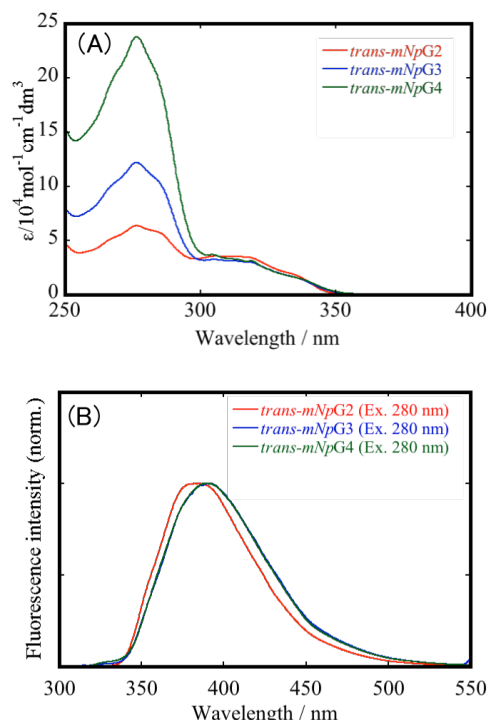 (A)
trans-mNpG2
trans-mNpG3
trans-mNpG4
ε/10⁴mol⁻¹cm⁻¹dm³
25
20
15
10
5
0
250 300 350 400
Wavelength / nm
(B)
trans-mNpG2 (Ex. 280 nm)
trans-mNpG3 (Ex. 280 nm)
trans-mNpG4 (Ex. 280 nm)
Fluorescence intensity (norm.)
300 350 400 450 500 550
Wavelength / nm